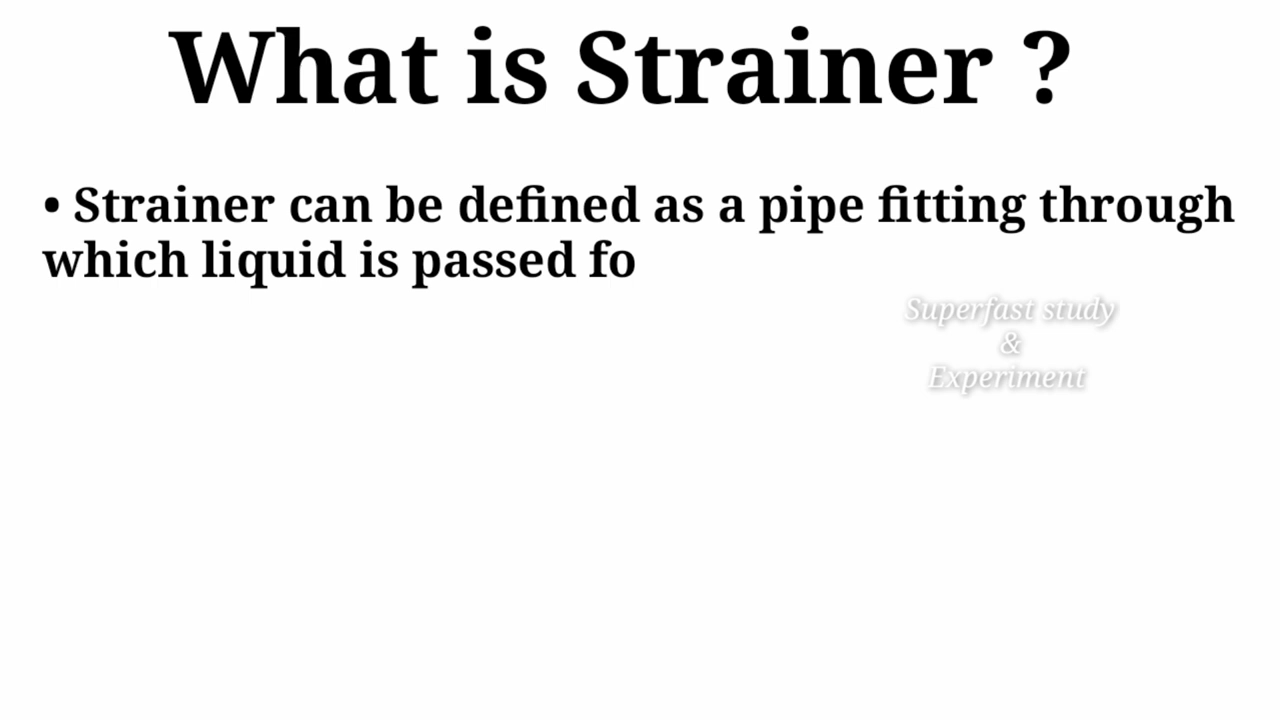 What is Strainer ?
• Strainer can be defined as a pipe fitting through
which liquid is passed fo
Superfast study
&
Experiment